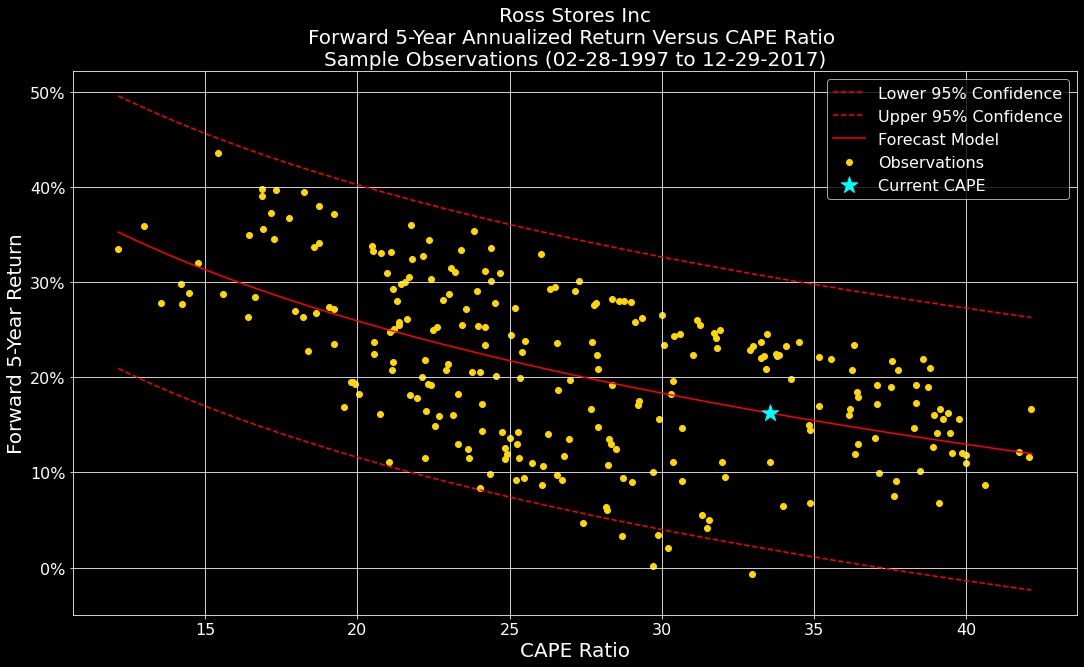 Ross Stores Inc
Forward 5-Year Annualized Return Versus CAPE Ratio
Sample Observations (02-28-1997 to 12-29-2017)
Lower 95% Confidence
Upper 95% Confidence
Forecast Model
Observations
Current CAPE
Forward 5-Year Return
50%
40%
30%
20%
10%
0%
15 20 25 30 35 40
CAPE Ratio